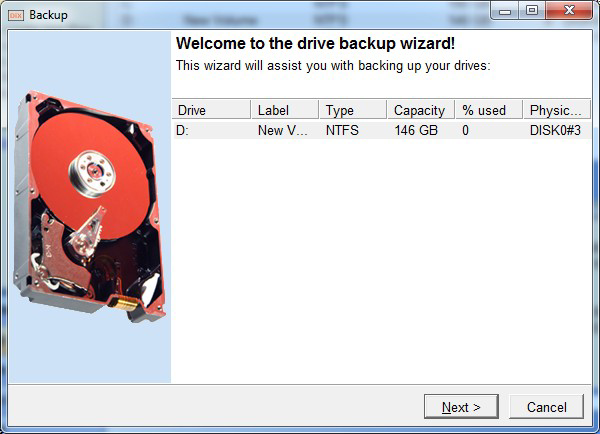 Backup
Welcome to the drive backup wizard!
This wizard will assist you with backing up your drives:
Drive Label Type Capacity % used Physic...
D: New V... NTFS 146 GB 0 DISK0#3
Next > Cancel